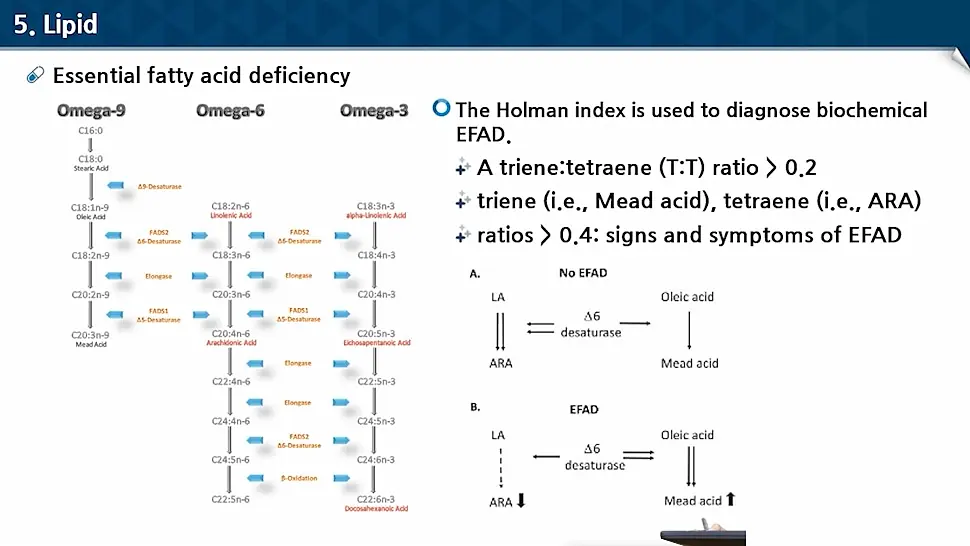 5. Lipid
Essential fatty acid deficiency
Omega-9 Omega-6 Omega-3
C16:0
C18:0
Stearic Acid
Δ9-Desaturase
C18:1n-9 C18:2n-6 C18:3n-3
Oleic Acid Linolenic Acid alpha-Linolenic Acid
FADS2 FADS2
Δ6-Desaturase Δ6-Desaturase
C18:2n-9 C18:3n-6 C18:4n-3
Elongase Elongase
C20:2n-9 C20:3n-6 C20:4n-3
FADS1 FADS1
Δ5-Desaturase Δ5-Desaturase
C20:3n-9 C20:4n-6 C20:5n-3
Mead Acid Arachidonic Acid Eichosapentanoic Acid
Elongase
C22:4n-6 C22:5n-3
Elongase
C24:4n-6 C24:5n-3
FADS2
Δ6-Desaturase
C24:5n-6 C24:6n-3
β-Oxidation
C22:5n-6 C22:6n-3
Docosahexanoic Acid
The Holman index is used to diagnose biochemical
EFAD.
A triene:tetraene (T:T) ratio > 0.2
triene (i.e., Mead acid), tetraene (i.e., ARA)
ratios > 0.4: signs and symptoms of EFAD
A. No EFAD
LA Oleic acid
Δ6
desaturase
ARA Mead acid
B. EFAD
LA Oleic acid
Δ6
desaturase
ARA Mead acid